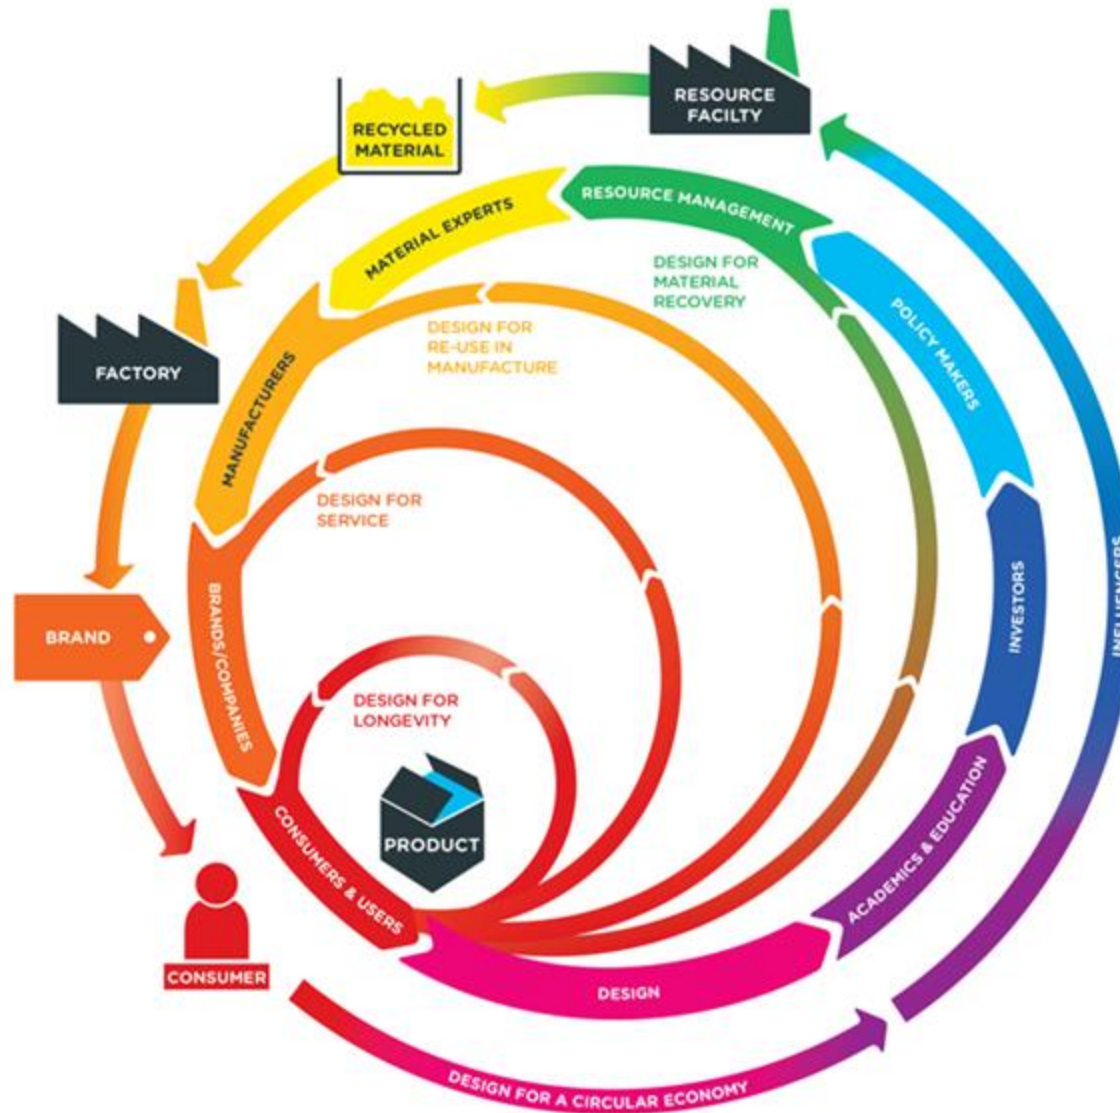 RESOURCE
FACILTY
RECYCLED
MATERIAL
RESOURCE MANAGEMENT
MATERIAL EXPERTS
DESIGN FOR
MATERIAL
RECOVERY
POLICY MAKERS
DESIGN FOR
RE-USE IN
MANUFACTURE
FACTORY
MANUFACTURERS
DESIGN FOR
SERVICE
INVESTORS
BRANDS/COMPANIES
BRAND
DESIGN FOR
LONGEVITY
PRODUCT
CONSUMERS & USERS
ACADEMICS & EDUCATION
CONSUMER
DESIGN
DESIGN FOR A CIRCULAR ECONOMY